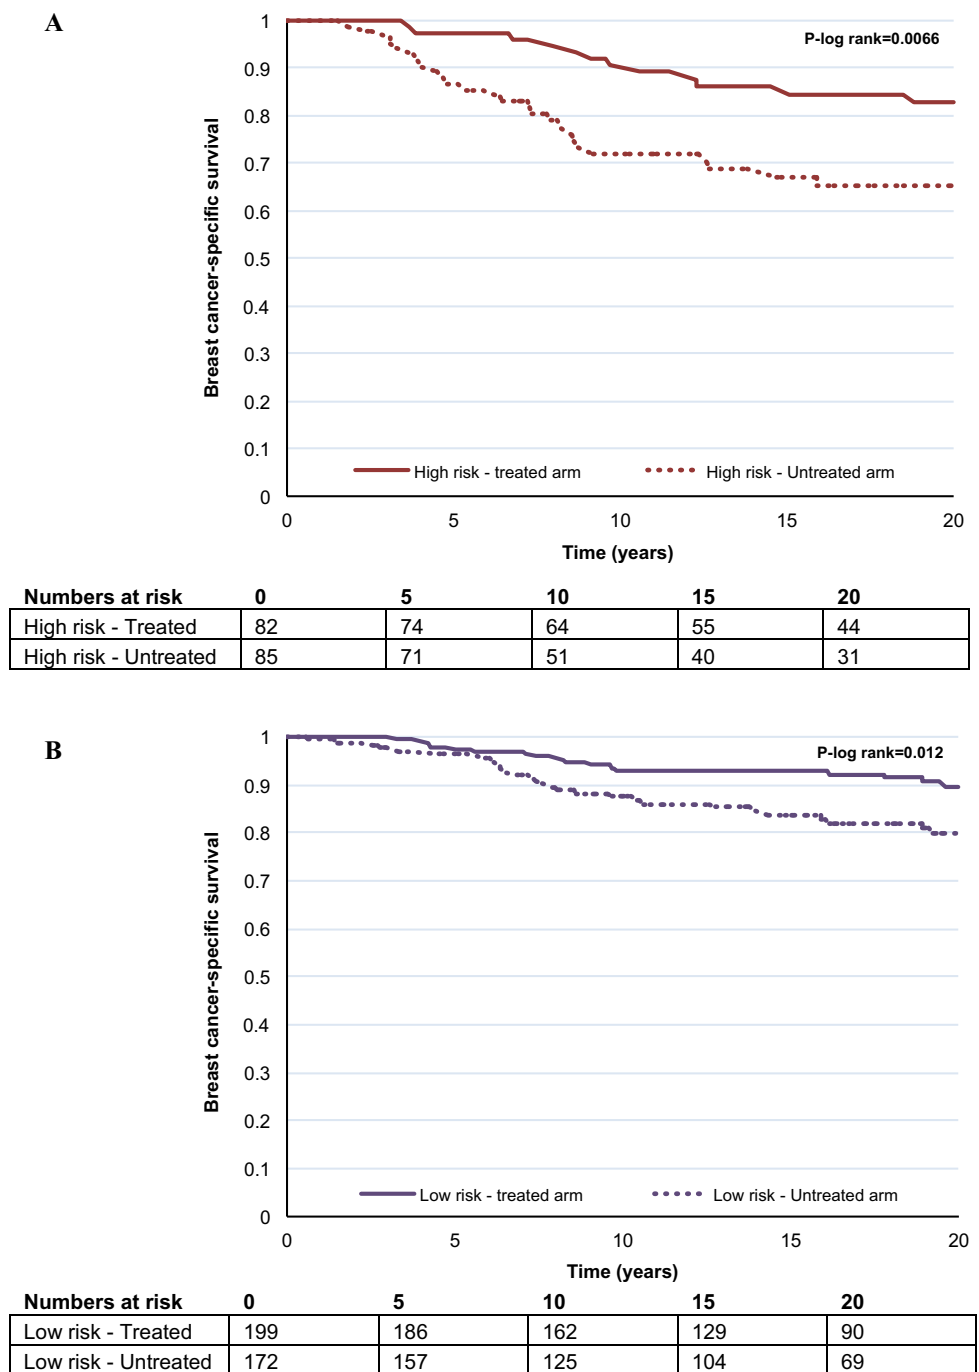 A
P-log rank=0.0066
1
0.9
0.8
0.7
0.6
0.5
0.4
0.3
0.2
0.1
0
Breast cancer-specific survival
High risk - treated arm High risk - Untreated arm
0 5 10 15 20
Time (years)
Numbers at risk 0 5 10 15 20
High risk - Treated 82 74 64 55 44
High risk - Untreated 85 71 51 40 31
B
P-log rank=0.012
1
0.9
0.8
0.7
0.6
0.5
0.4
0.3
0.2
0.1
0
Breast cancer-specific survival
Low risk - treated arm Low risk - Untreated arm
0 5 10 15 20
Time (years)
Numbers at risk 0 5 10 15 20
Low risk - Treated 199 186 162 129 90
Low risk - Untreated 172 157 125 104 69